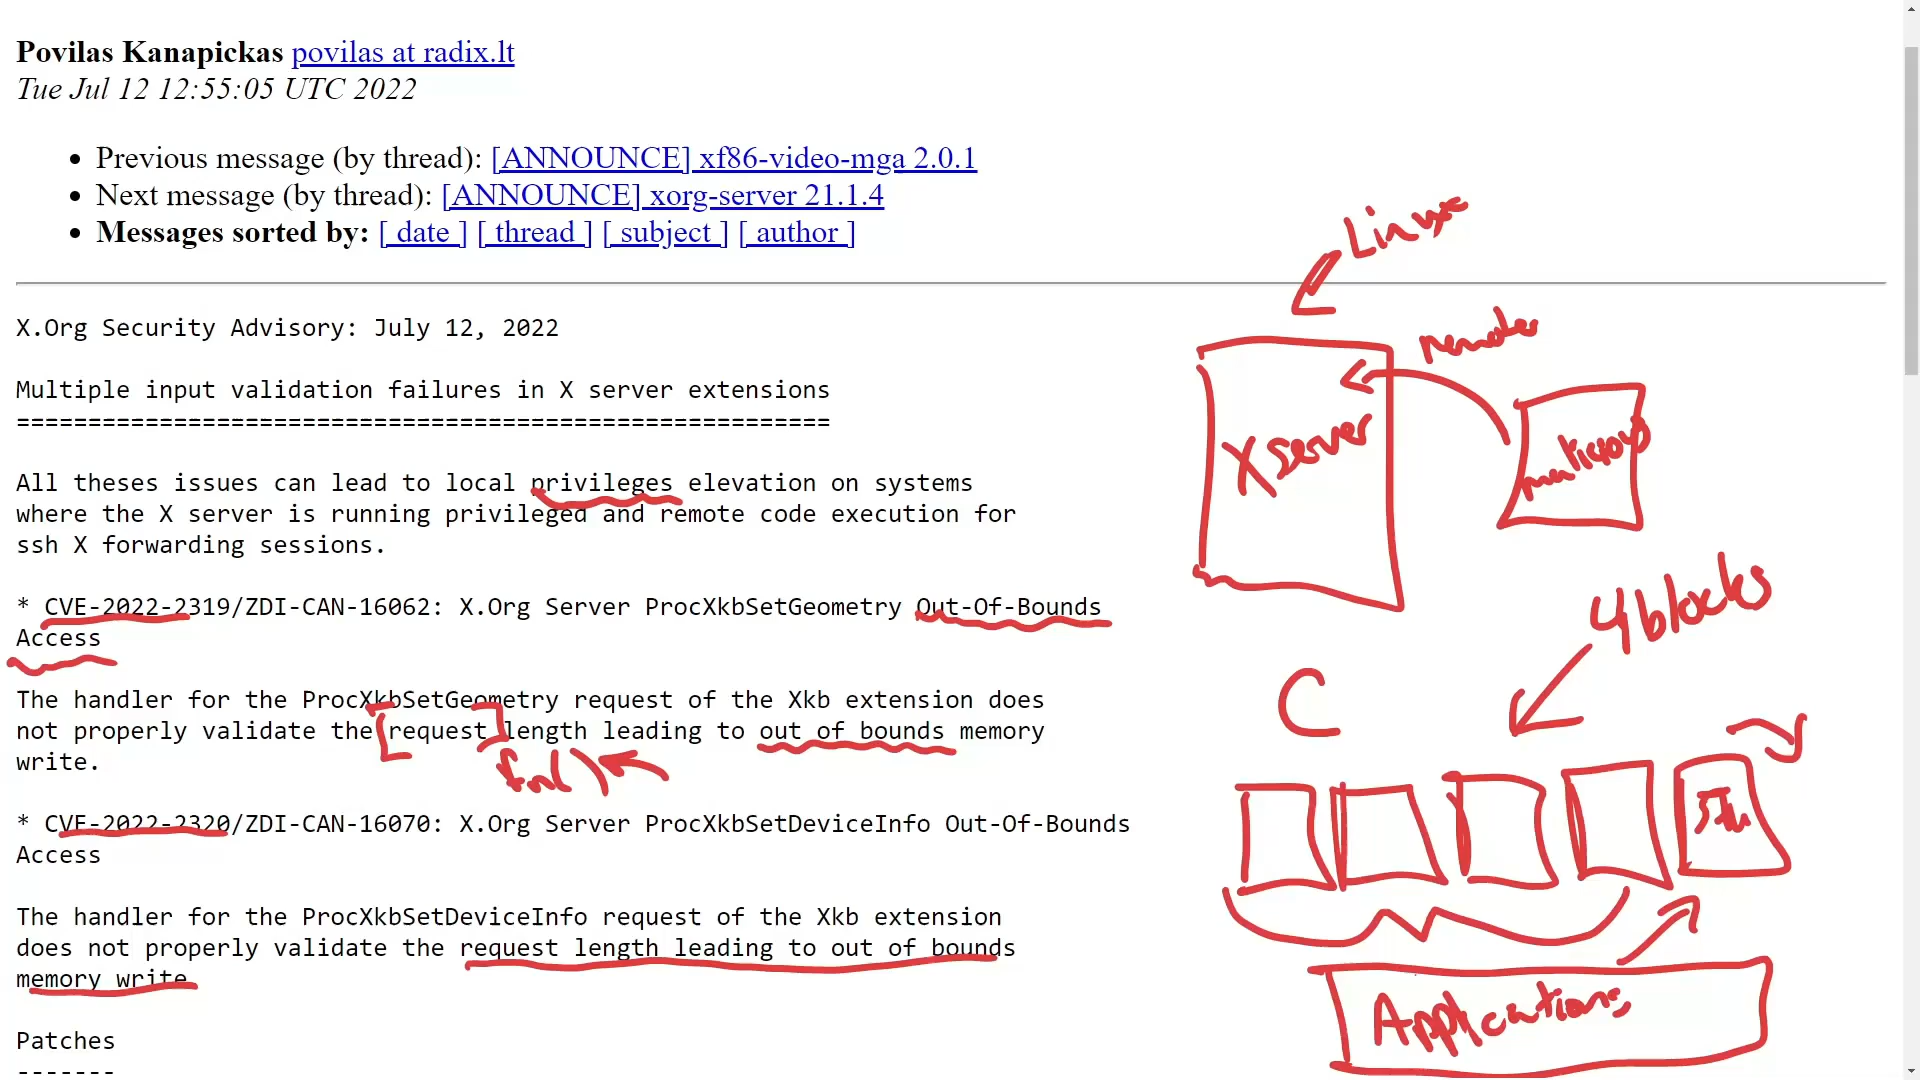 Povilas Kanapickas povilas at radix.lt
Tue Jul 12 12:55:05 UTC 2022
• Previous message (by thread): [ANNOUNCE] xf86-video-mga 2.0.1
• Next message (by thread): [ANNOUNCE] xorg-server 21.1.4
• Messages sorted by: [ date ] [ thread ] [ subject ] [ author ]
X.Org Security Advisory: July 12, 2022
Multiple input validation failures in X server extensions
=========================================================
All theses issues can lead to local privileges elevation on systems
where the X server is running privileged and remote code execution for
ssh X forwarding sessions.
* CVE-2022-2319/ZDI-CAN-16062: X.Org Server ProcXkbSetGeometry Out-Of-Bounds
Access
The handler for the ProcXkbSetGeometry request of the Xkb extension does
not properly validate the request length leading to out of bounds memory
write.
fn()
* CVE-2022-2320/ZDI-CAN-16070: X.Org Server ProcXkbSetDeviceInfo Out-Of-Bounds
Access
The handler for the ProcXkbSetDeviceInfo request of the Xkb extension
does not properly validate the request length leading to out of bounds
memory write.
Patches
-------
Linux
remote
X server
malicious
4 blocks
C
5th
Applications